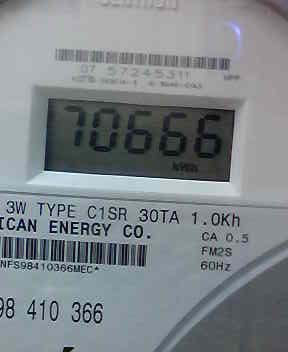 07 57245311
70666
3W TYPE C1SR 30TA 1.0Kh
ICAN ENERGY CO.
CA 0.5
FM2S
60Hz
NFS98410366MEC*
98 410 366